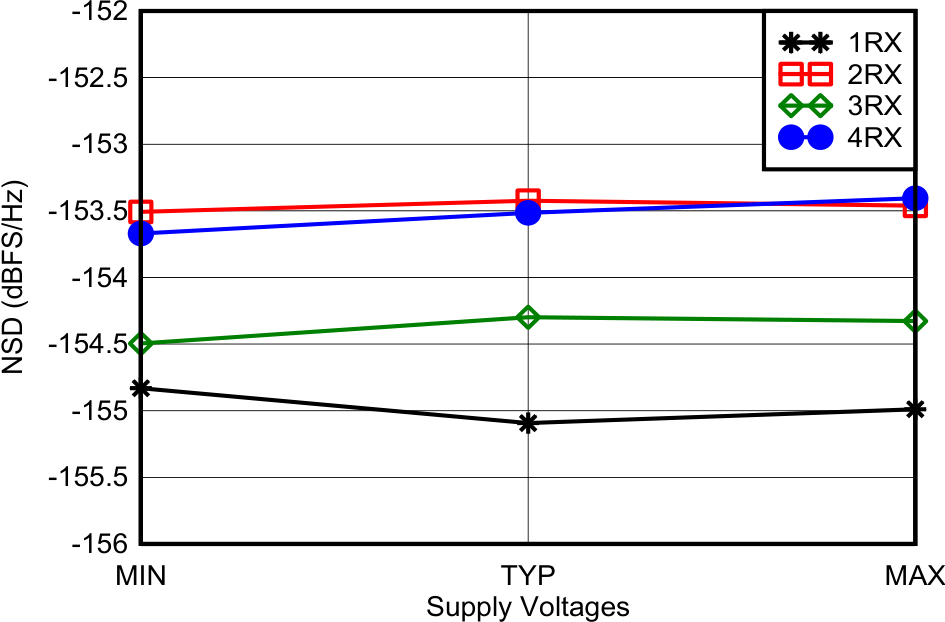 -152
-152.5
-153
-153.5
-154
-154.5
-155
-155.5
-156
NSD (dBFS/Hz)
1RX
2RX
3RX
4RX
MIN TYP MAX
Supply Voltages